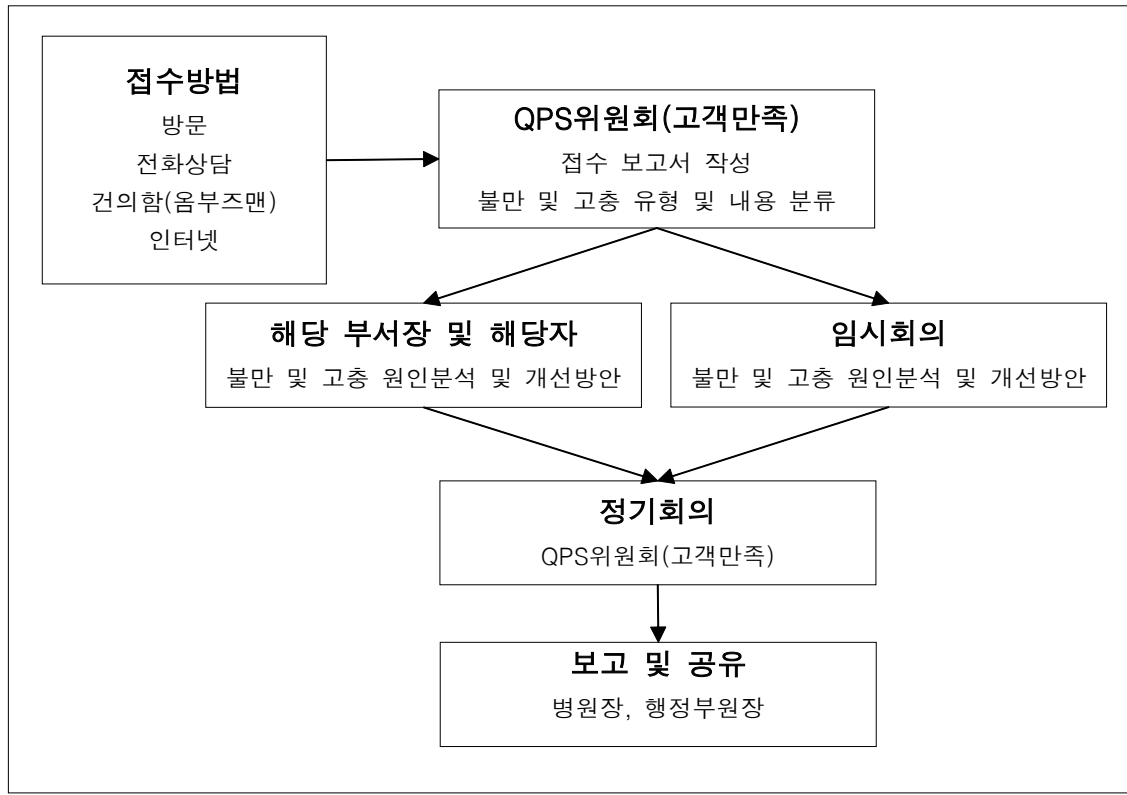 접수방법
방문
전화상담
건의함(옴부즈맨)
인터넷
QPS위원회(고객만족)
접수 보고서 작성
불만 및 고충 유형 및 내용 분류
해당 부서장 및 해당자
불만 및 고충 원인분석 및 개선방안
임시회의
불만 및 고충 원인분석 및 개선방안
정기회의
QPS위원회(고객만족)
보고 및 공유
병원장, 행정부원장